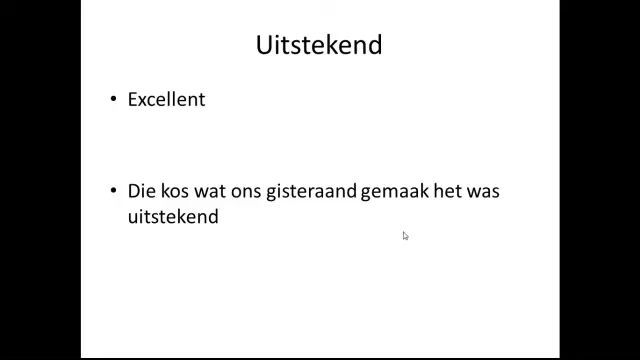 Uitstekend
• Excellent
• Die kos wat ons gisteraand gemaak het was
uitstekend